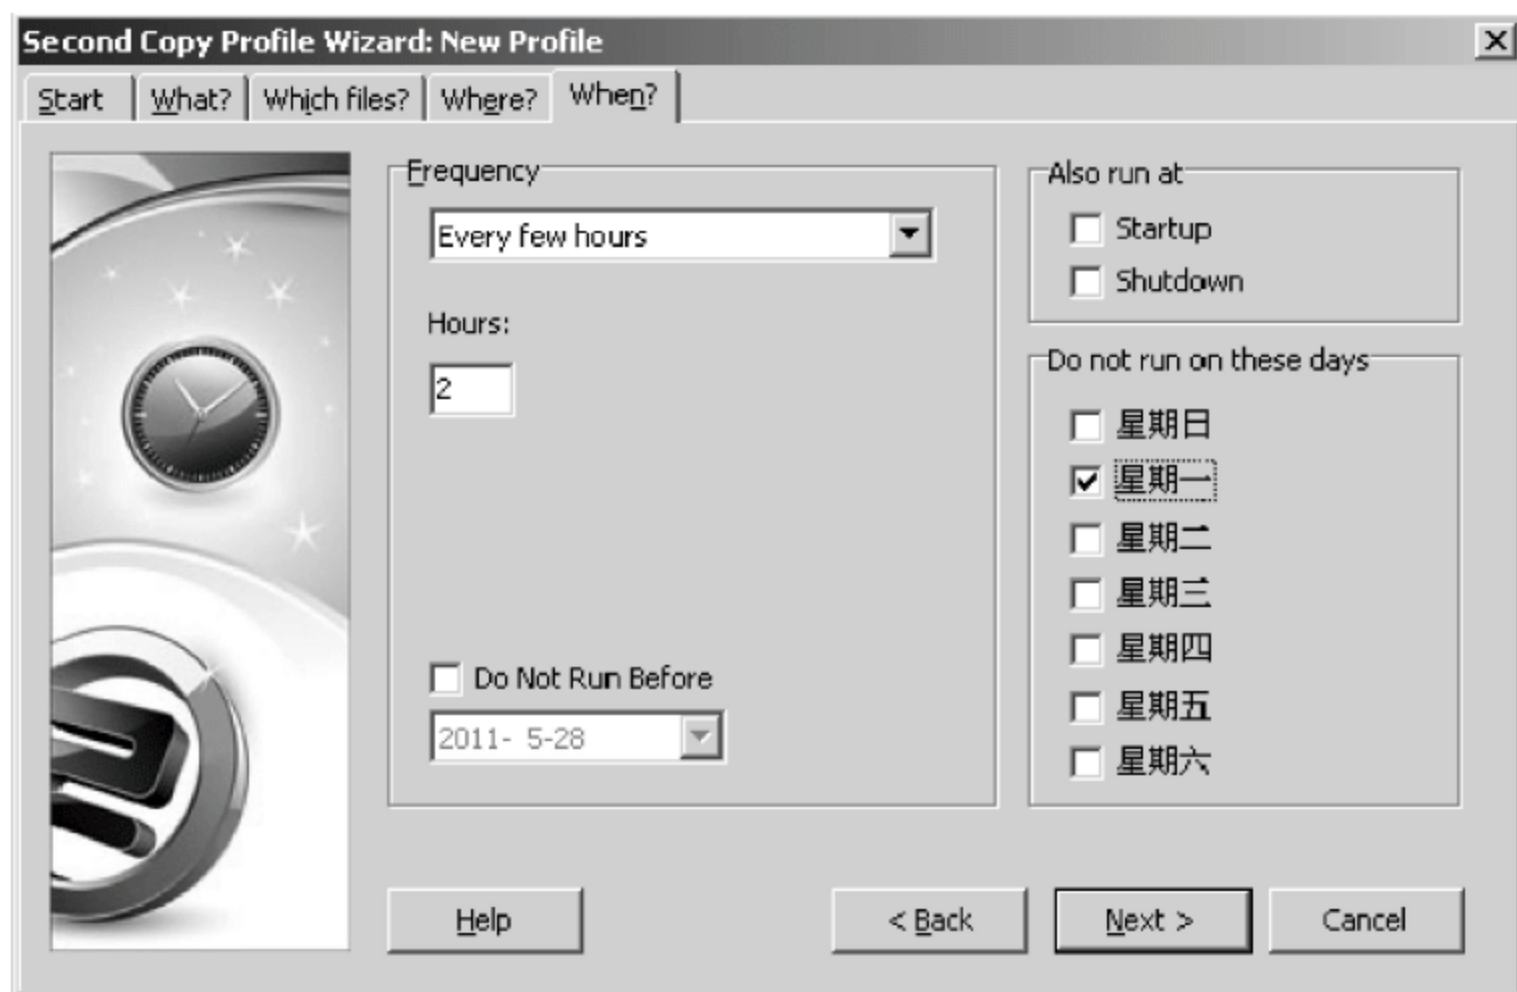 Second Copy Profile Wizard: New Profile
Start What? Which files? Where? When?
Frequency
Every few hours
Hours:
2
Do Not Run Before
2011- 5-28
Also run at
Startup
Shutdown
Do not run on these days
星期日
星期一
星期二
星期三
星期四
星期五
星期六
Help < Back Next > Cancel